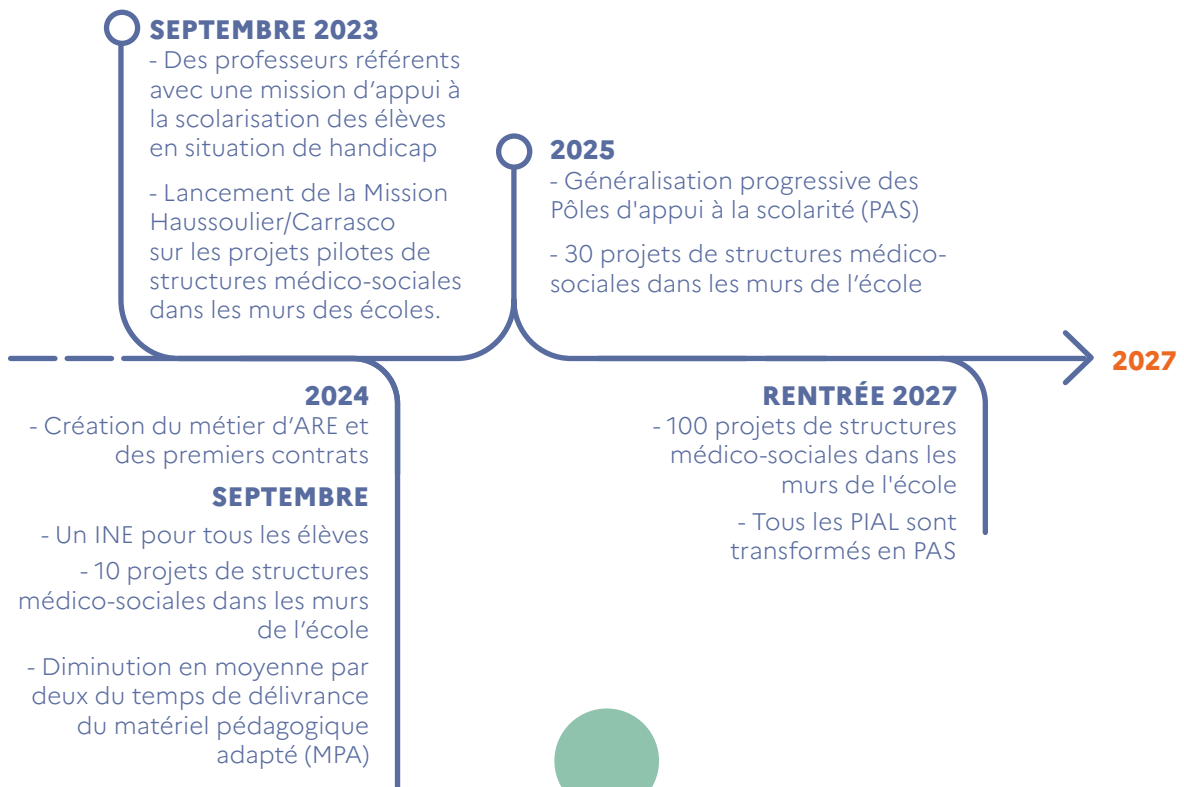 SEPTEMBRE 2023
- Des professeurs référents
avec une mission d’appui à
la scolarisation des élèves
en situation de handicap
- Lancement de la Mission
Haussoulier/Carrasco
sur les projets pilotes de
structures médico-sociales
dans les murs des écoles.
2024
- Création du métier d’ARE et
des premiers contrats
SEPTEMBRE
- Un INE pour tous les élèves
- 10 projets de structures
médico-sociales dans les murs
de l’école
- Diminution en moyenne par
deux du temps de délivrance
du matériel pédagogique
adapté (MPA)
2025
- Généralisation progressive des
Pôles d'appui à la scolarité (PAS)
- 30 projets de structures médico-
sociales dans les murs de l’école
RENTRÉE 2027
- 100 projets de structures
médico-sociales dans les
murs de l'école
- Tous les PIAL sont
transformés en PAS
2027